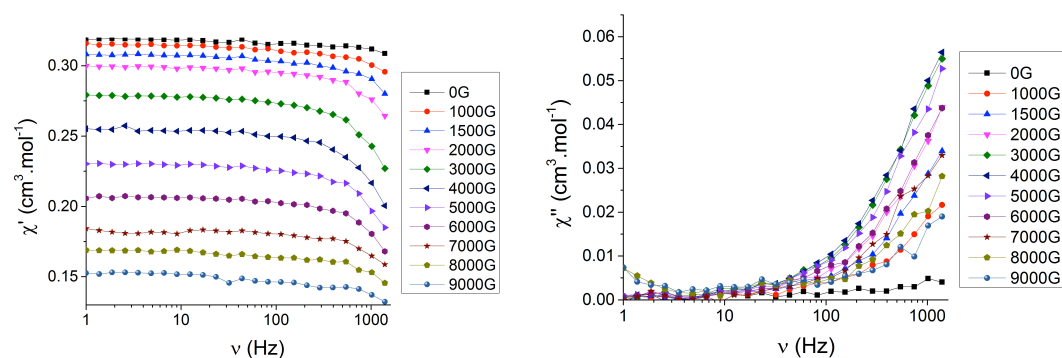 χ' (cm³.mol⁻¹)
0.30
0.25
0.20
0.15
1 10 100 1000
ν (Hz)
0G
1000G
1500G
2000G
3000G
4000G
5000G
6000G
7000G
8000G
9000G
χ" (cm³.mol⁻¹)
0.06
0.05
0.04
0.03
0.02
0.01
0.00
1 10 100 1000
ν (Hz)
0G
1000G
1500G
2000G
3000G
4000G
5000G
6000G
7000G
8000G
9000G